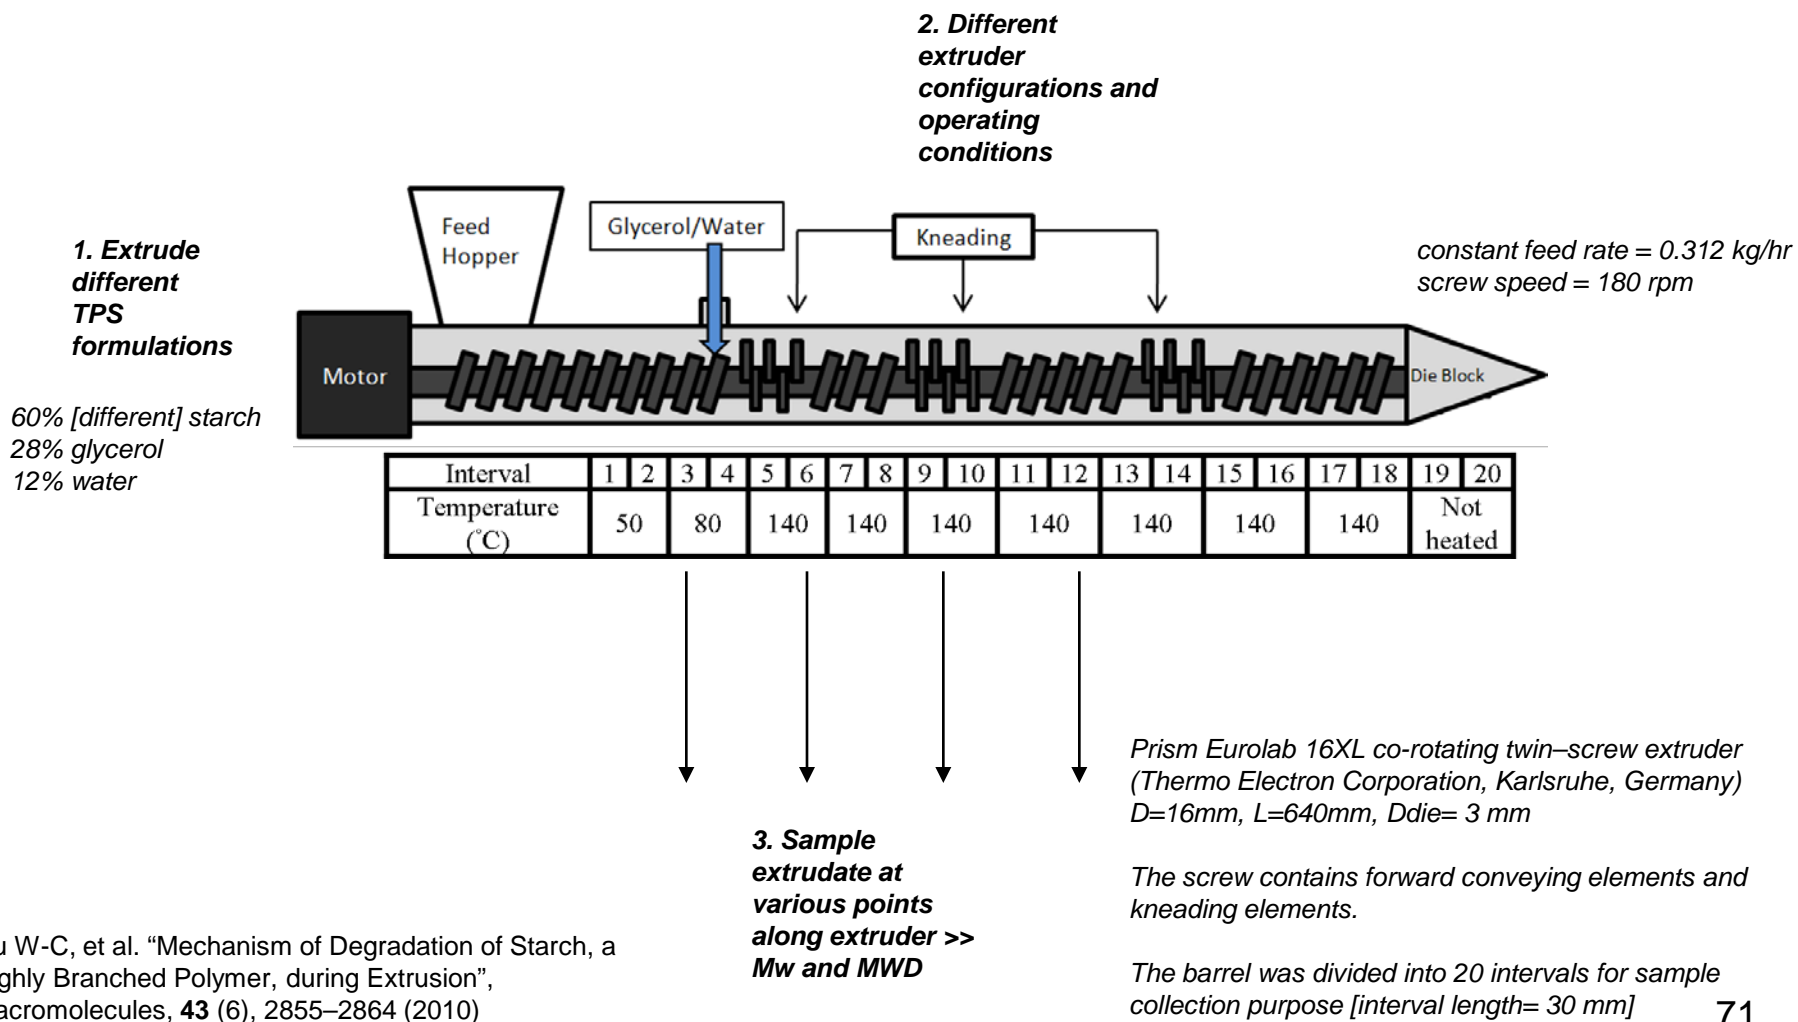 2. Different
extruder
configurations and
operating
conditions
Feed
Hopper
Glycerol/Water
Kneading
1. Extrude
different
TPS
formulations
constant feed rate = 0.312 kg/hr
screw speed = 180 rpm
Motor
Die Block
60% [different] starch
28% glycerol
12% water
Interval 1 2 3 4 5 6 7 8 9 10 11 12 13 14 15 16 17 18 19 20
Temperature
(°C)
50 80 140 140 140 140 140 140 140
Not
heated
Prism Eurolab 16XL co-rotating twin–screw extruder
(Thermo Electron Corporation, Karlsruhe, Germany)
D=16mm, L=640mm, Ddie= 3 mm
The screw contains forward conveying elements and
kneading elements.
The barrel was divided into 20 intervals for sample
collection purpose [interval length= 30 mm]
3. Sample
extrudate at
various points
along extruder >>
Mw and MWD
u W-C, et al. “Mechanism of Degradation of Starch, a
ghly Branched Polymer, during Extrusion”,
acromolecules, 43 (6), 2855–2864 (2010)
71